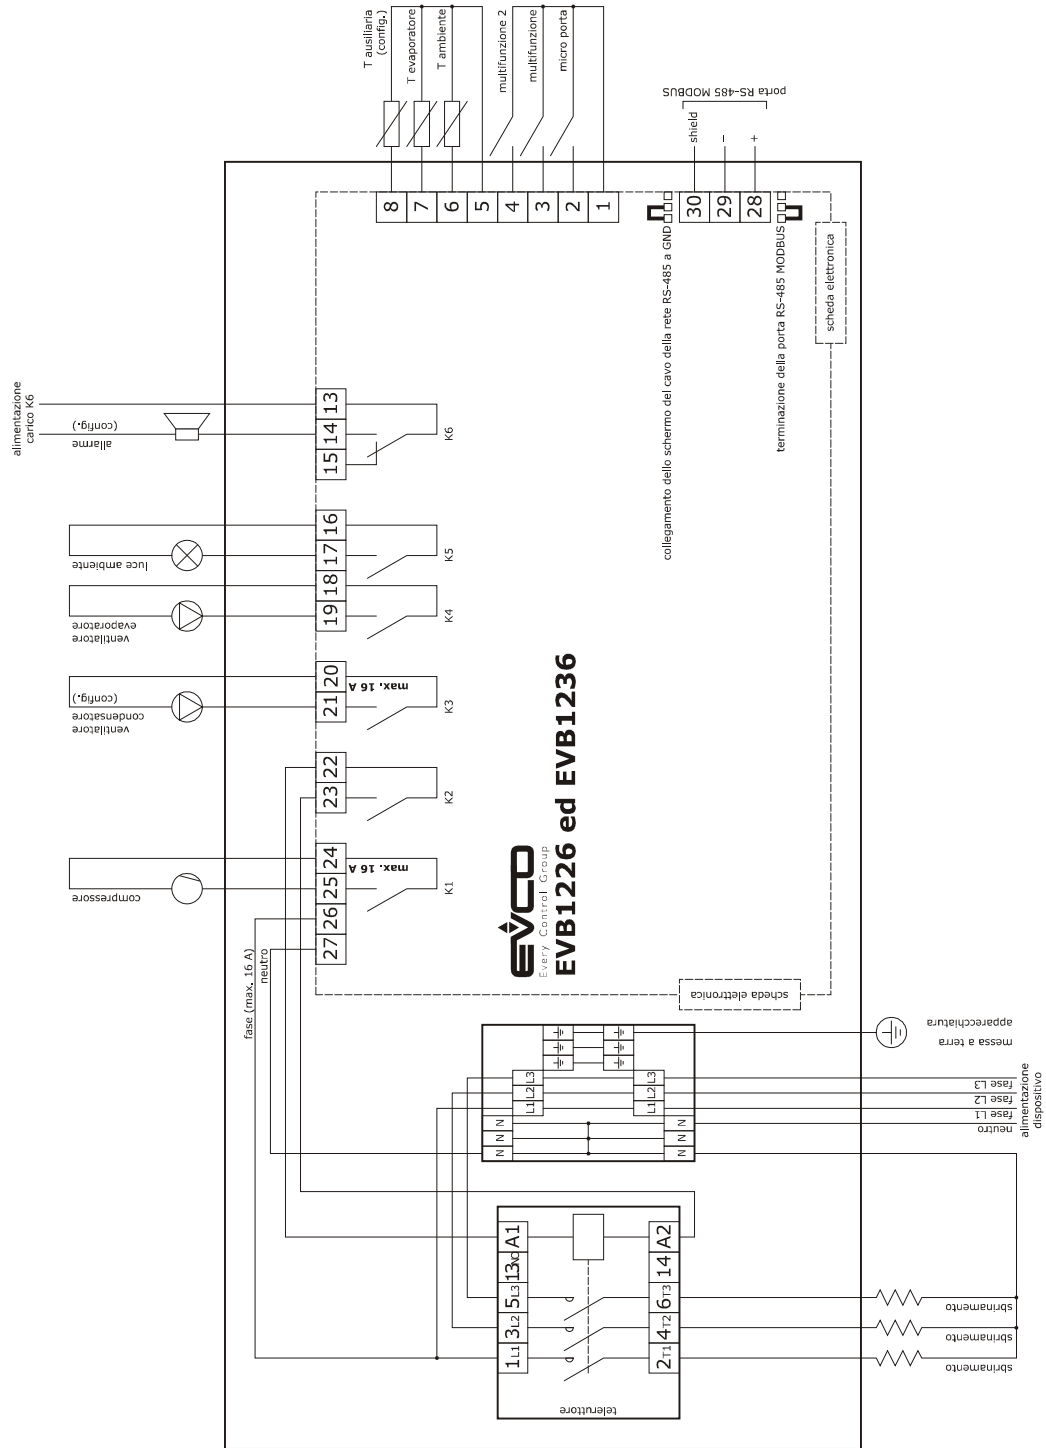 T ausiliaria
(config.)
T evaporatore
T ambiente
multifunzione 2
multifunzione
micro porta
porta RS-485 MODBUS
shield
−
+
8
7
6
5
4
3
2
1
30
29
28
collegamento dello schermo del cavo della rete RS-485 a GND
terminazione della porta RS-485 MODBUS
scheda elettronica
alimentazione
carico K6
allarme
(config.)
13
14
15
K6
luce ambiente
16
17
K5
ventilatore
evaporatore
18
19
K4
ventilatore
condensatore
(config.)
20
21
max. 16 A
K3
22
23
K2
compressore
24
25
max. 16 A
K1
26
27
fase (max. 16 A)
neutro
EVCO
Every Control Group
EVB1226 ed EVB1236
scheda elettronica
messa a terra
apparecchiatura
L3
L2
L1
N
N
N
L3
L2
L1
N
N
N
fase L3
fase L2
fase L1
neutro
alimentazione
dispositivo
A1
13NO
5L3
3L2
1L1
A2
14
6T3
4T2
2T1
teleruttore
sbrinamento
sbrinamento
sbrinamento